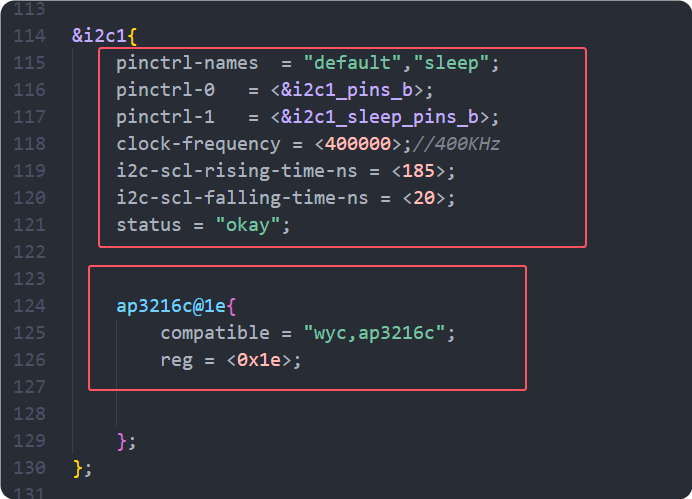 113
114 &i2c1{
115 pinctrl-names = "default","sleep";
116 pinctrl-0 = <&i2c1_pins_b>;
117 pinctrl-1 = <&i2c1_sleep_pins_b>;
118 clock-frequency = <400000>;//400KHz
119 i2c-scl-rising-time-ns = <185>;
120 i2c-scl-falling-time-ns = <20>;
121 status = "okay";
122
123
124 ap3216c@1e{
125 compatible = "wyc,ap3216c";
126 reg = <0x1e>;
127
128
129 };
130 };
131